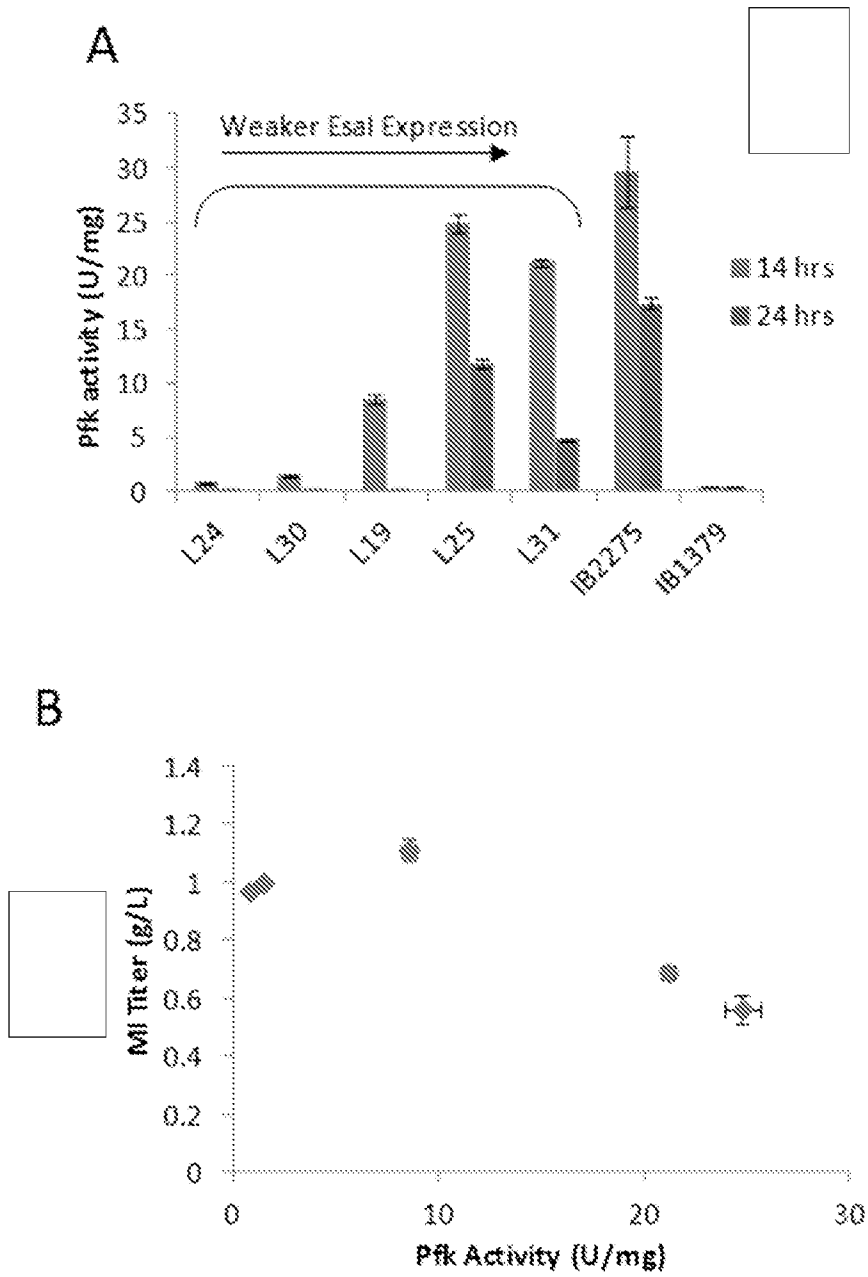 A
35
30
25
20
15
10
5
0
Pfk activity (U/mg)
Weaker EsaI Expression
14 hrs
24 hrs
L24
L30
L19
L25
L31
IB2275
IB1379
B
1.4
1.2
1
0.8
0.6
0.4
0.2
0
MI Titer (g/L)
0
10
20
30
Pfk Activity (U/mg)